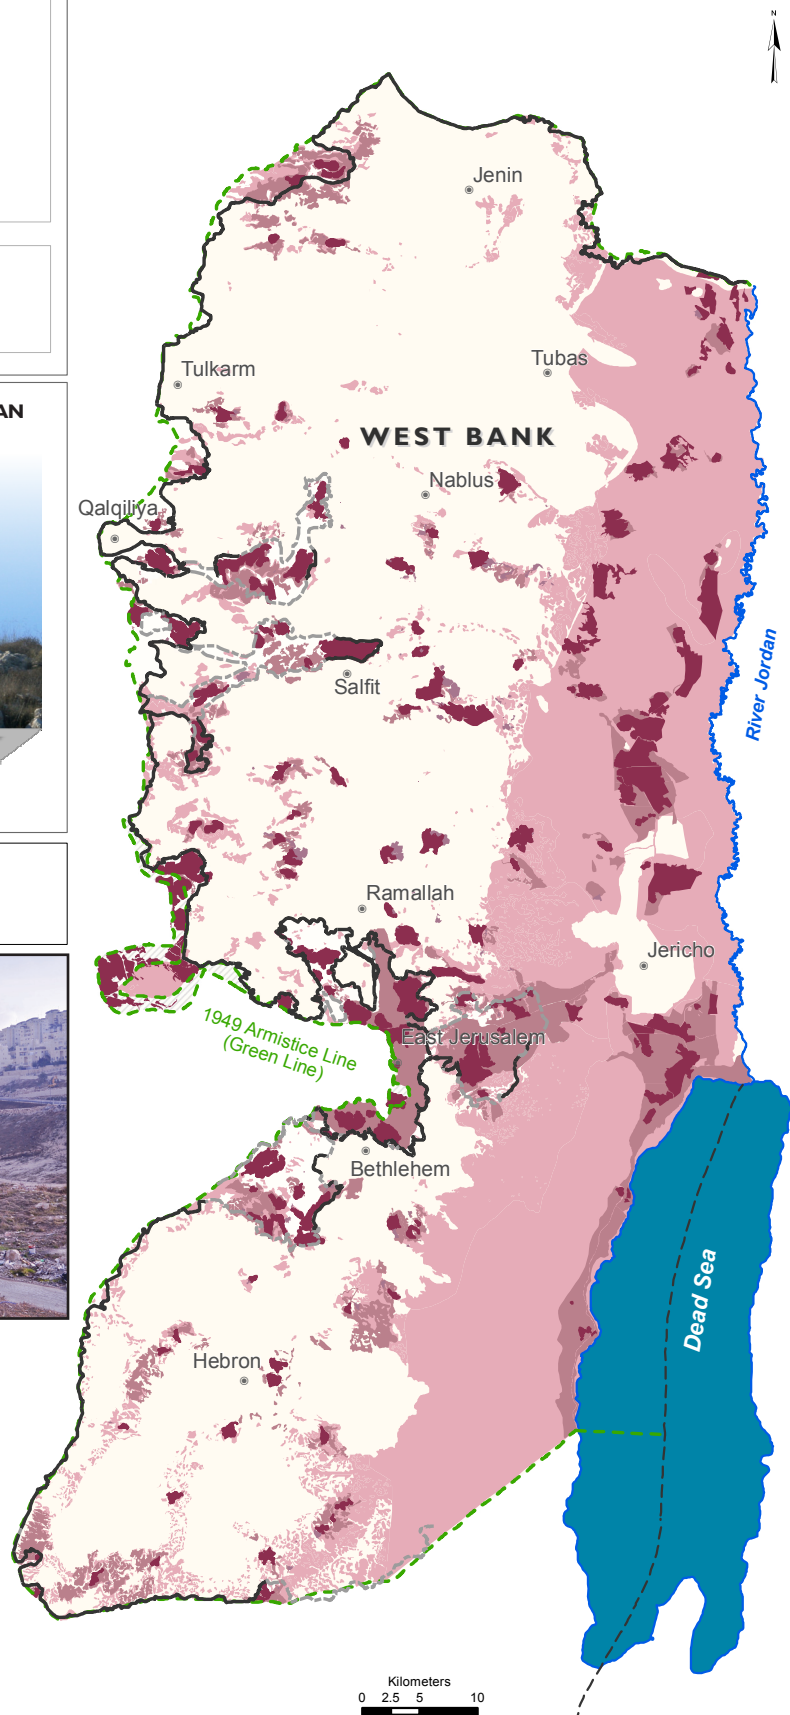 N
Jenin
AN
Tulkarm
Tubas
WEST BANK
Nablus
Qalqiliya
River Jordan
Salfit
Ramallah
Jericho
1949 Armistice Line
(Green Line)
East Jerusalem
Bethlehem
Dead Sea
Hebron
Kilometers
0 2.5 5 10